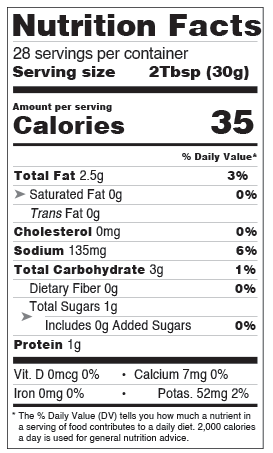 Nutrition Facts
28 servings per container
Serving size 2Tbsp (30g)
Amount per serving
Calories 35
% Daily Value*
Total Fat 2.5g 3%
➤ Saturated Fat 0g 0%
Trans Fat 0g
Cholesterol 0mg 0%
Sodium 135mg 6%
Total Carbohydrate 3g 1%
Dietary Fiber 0g 0%
Total Sugars 1g
➤ Includes 0g Added Sugars 0%
Protein 1g
Vit. D 0mcg 0% • Calcium 7mg 0%
Iron 0mg 0% • Potas. 52mg 2%
* The % Daily Value (DV) tells you how much a nutrient in
a serving of food contributes to a daily diet. 2,000 calories
a day is used for general nutrition advice.